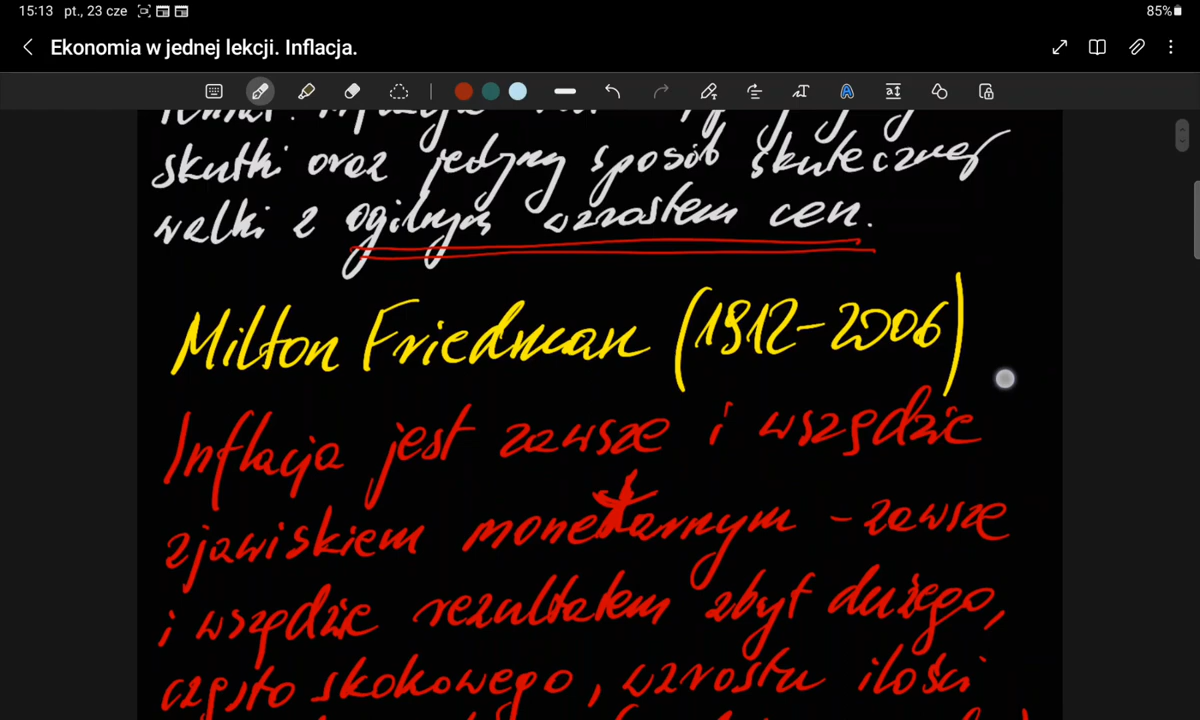 15:13 pt., 23 cze 85%
Ekonomia w jednej lekcji. Inflacja.
skutki oraz jedyny sposób skutecznej
walki z ogólnym wzrostem cen.
Milton Friedman (1912-2006)
Inflacja jest zawsze i wszędzie
zjawiskiem monetarnym - zawsze
i wszędzie rezultatem zbyt dużego,
często skokowego, wzrostu ilości